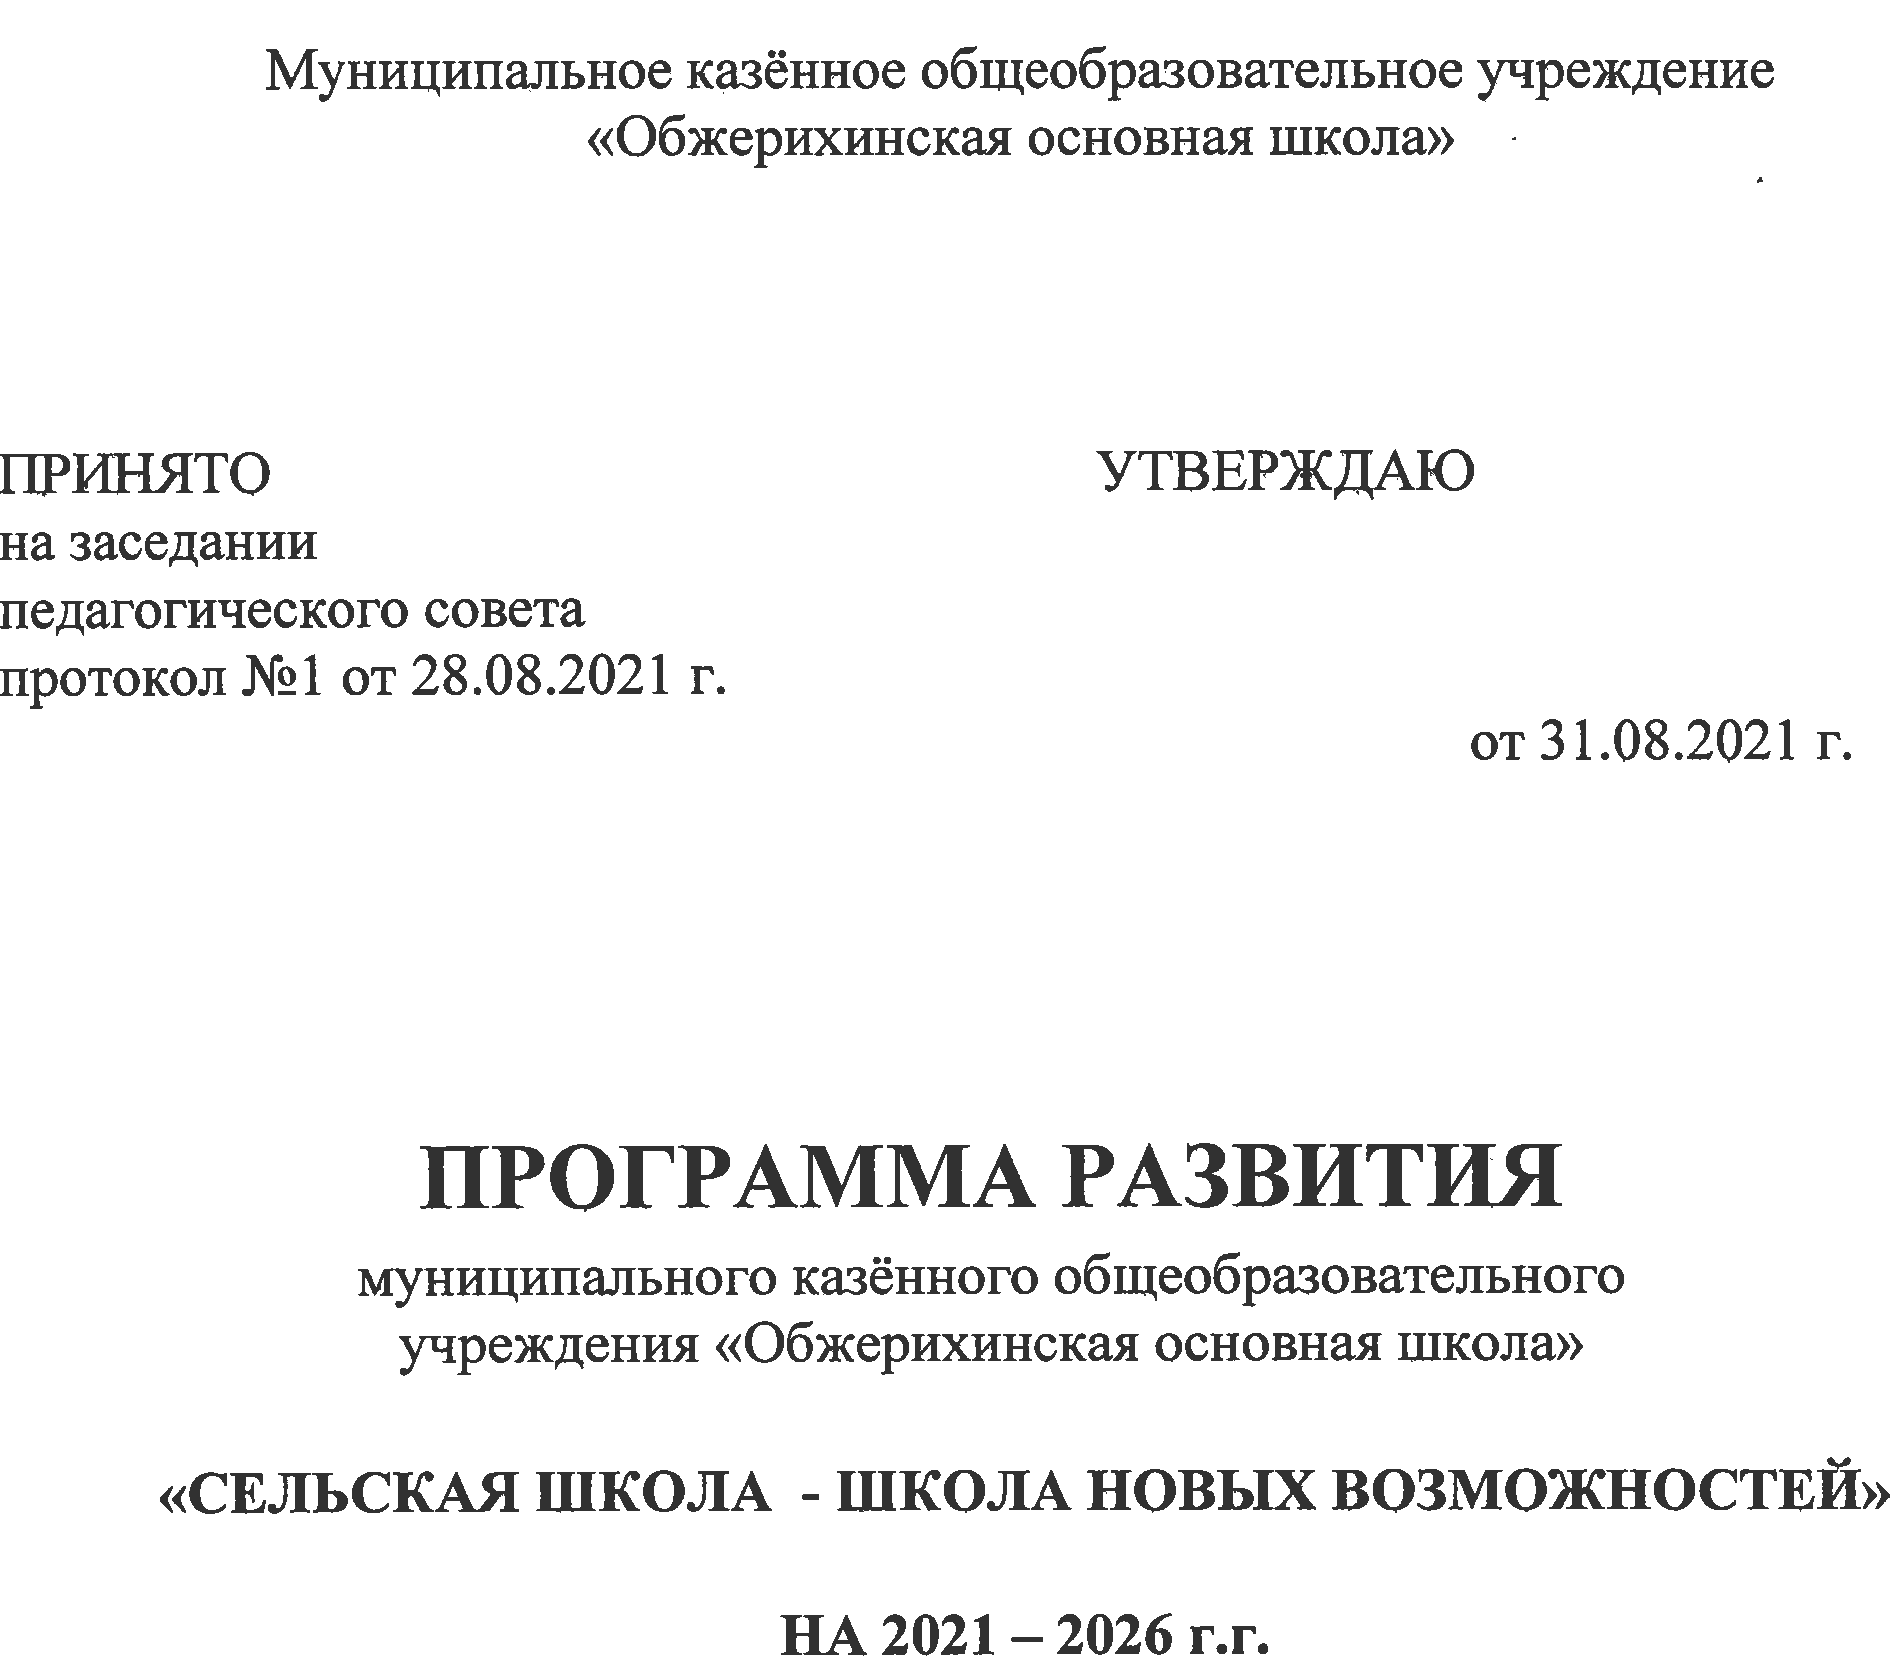 Муниципальное казённое общеобразовательное учреждение
«Обжерихинская основная школа»
ПРИНЯТО
на заседании
педагогического совета
протокол №1 от 28.08.2021 г.
УТВЕРЖДАЮ
от 31.08.2021 г.
ПРОГРАММА РАЗВИТИЯ
муниципального казённого общеобразовательного
учреждения «Обжерихинская основная школа»
«СЕЛЬСКАЯ ШКОЛА  - ШКОЛА НОВЫХ ВОЗМОЖНОСТЕЙ»
НА 2021 – 2026 г.г.